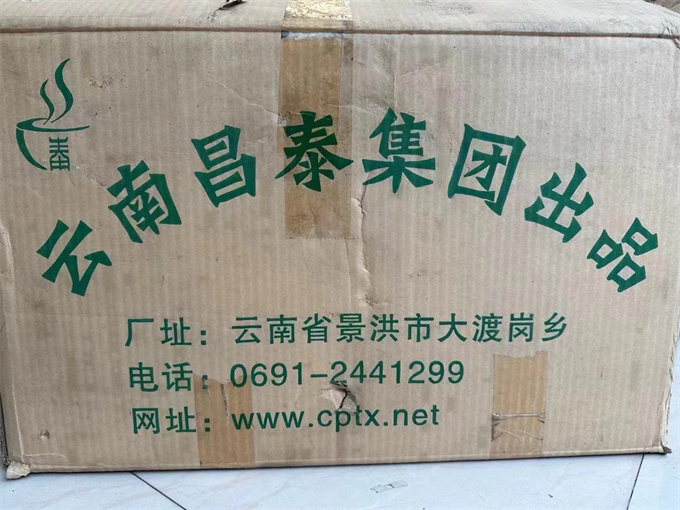 泰
云南昌泰集团出品
厂址：云南省景洪市大渡岗乡
电话：0691-2441299
网址：www.cptx.net